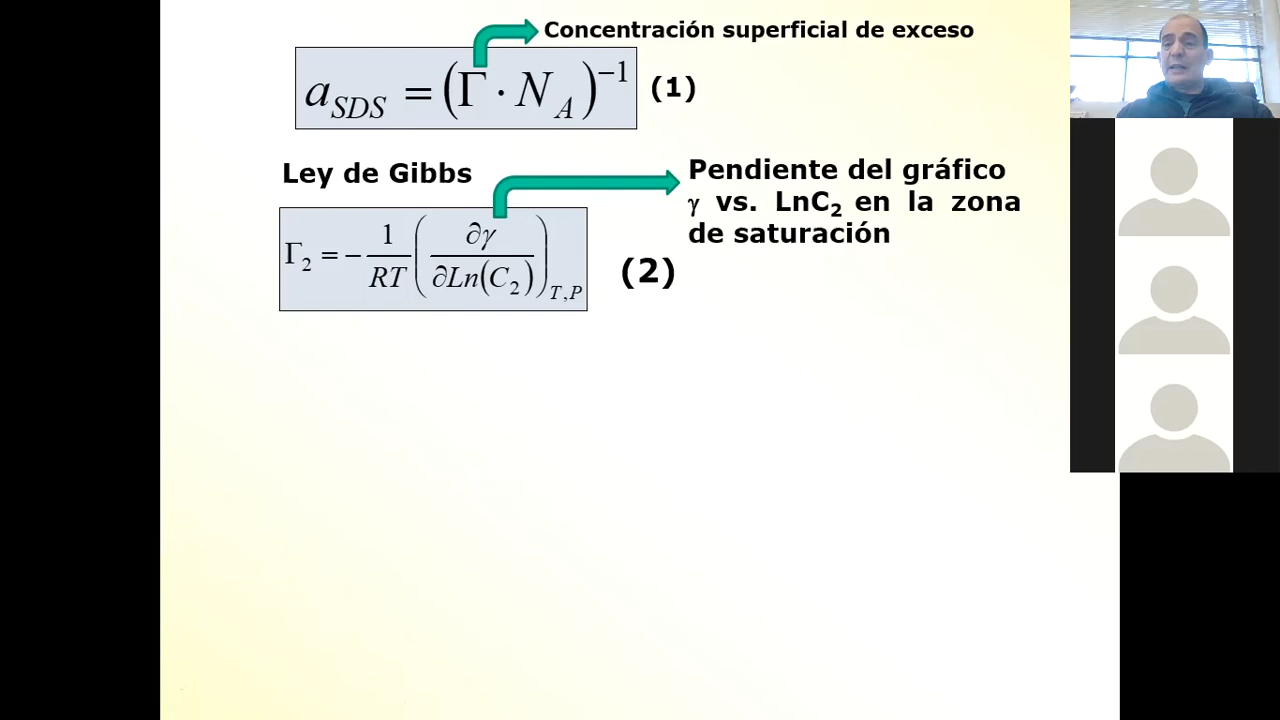 Concentración superficial de exceso
a_SDS = (Γ · N_A)^−1 (1)
Ley de Gibbs
Pendiente del gráfico
γ vs. LnC₂ en la zona
de saturación
Γ₂ = − 1/RT (∂γ / ∂Ln(C₂))_T,P (2)